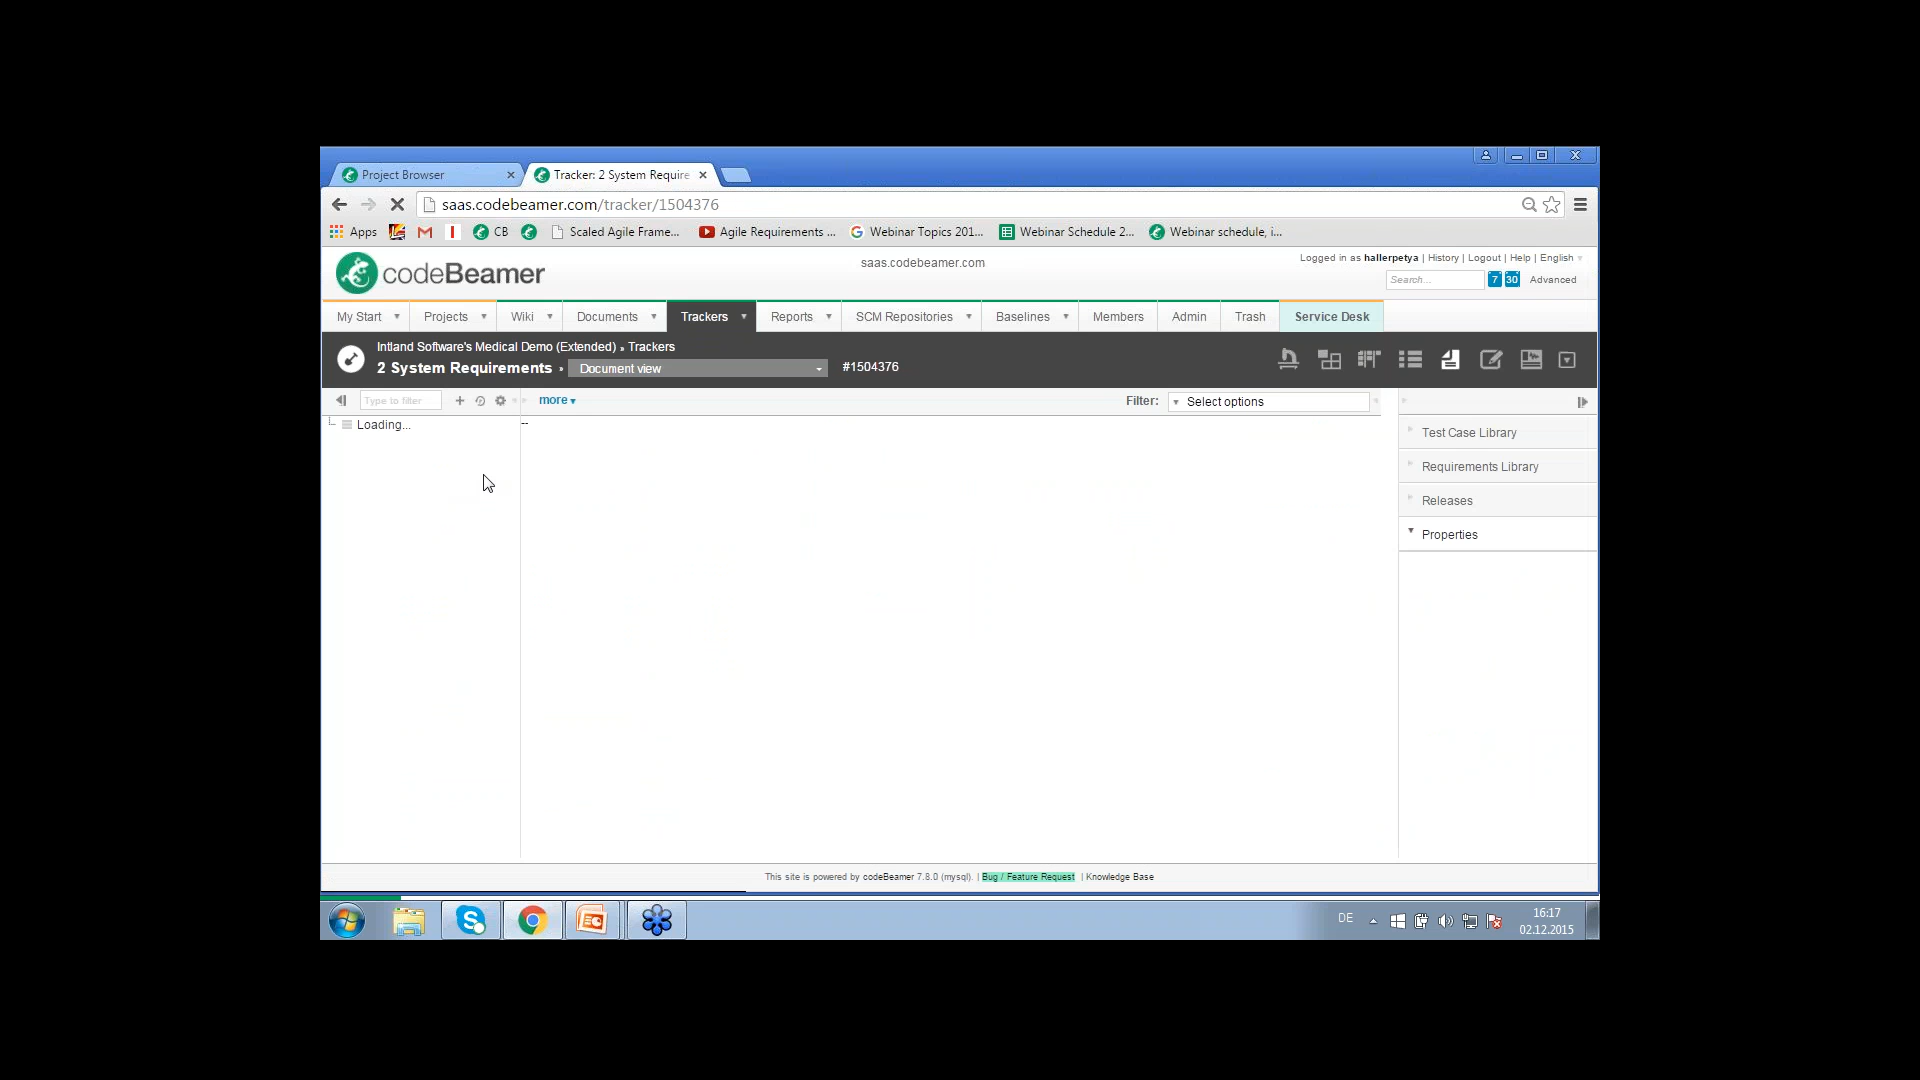 Project Browser
Tracker: 2 System Require
saas.codebeamer.com/tracker/1504376
Apps CB Scaled Agile Frame... Agile Requirements ... Webinar Topics 201... Webinar Schedule 2... Webinar schedule, i...
codeBeamer
saas.codebeamer.com
Logged in as hallerpetya | History | Logout | Help | English
Search... 7 30 Advanced
My Start Projects Wiki Documents Trackers Reports SCM Repositories Baselines Members Admin Trash Service Desk
Intland Software's Medical Demo (Extended) » Trackers
2 System Requirements » Document view #1504376
Type to filter more Filter: Select options
Loading... --
Test Case Library
Requirements Library
Releases
Properties
This site is powered by codeBeamer 7.8.0 (mysql). | Bug / Feature Request | Knowledge Base
DE 16:17
02.12.2015